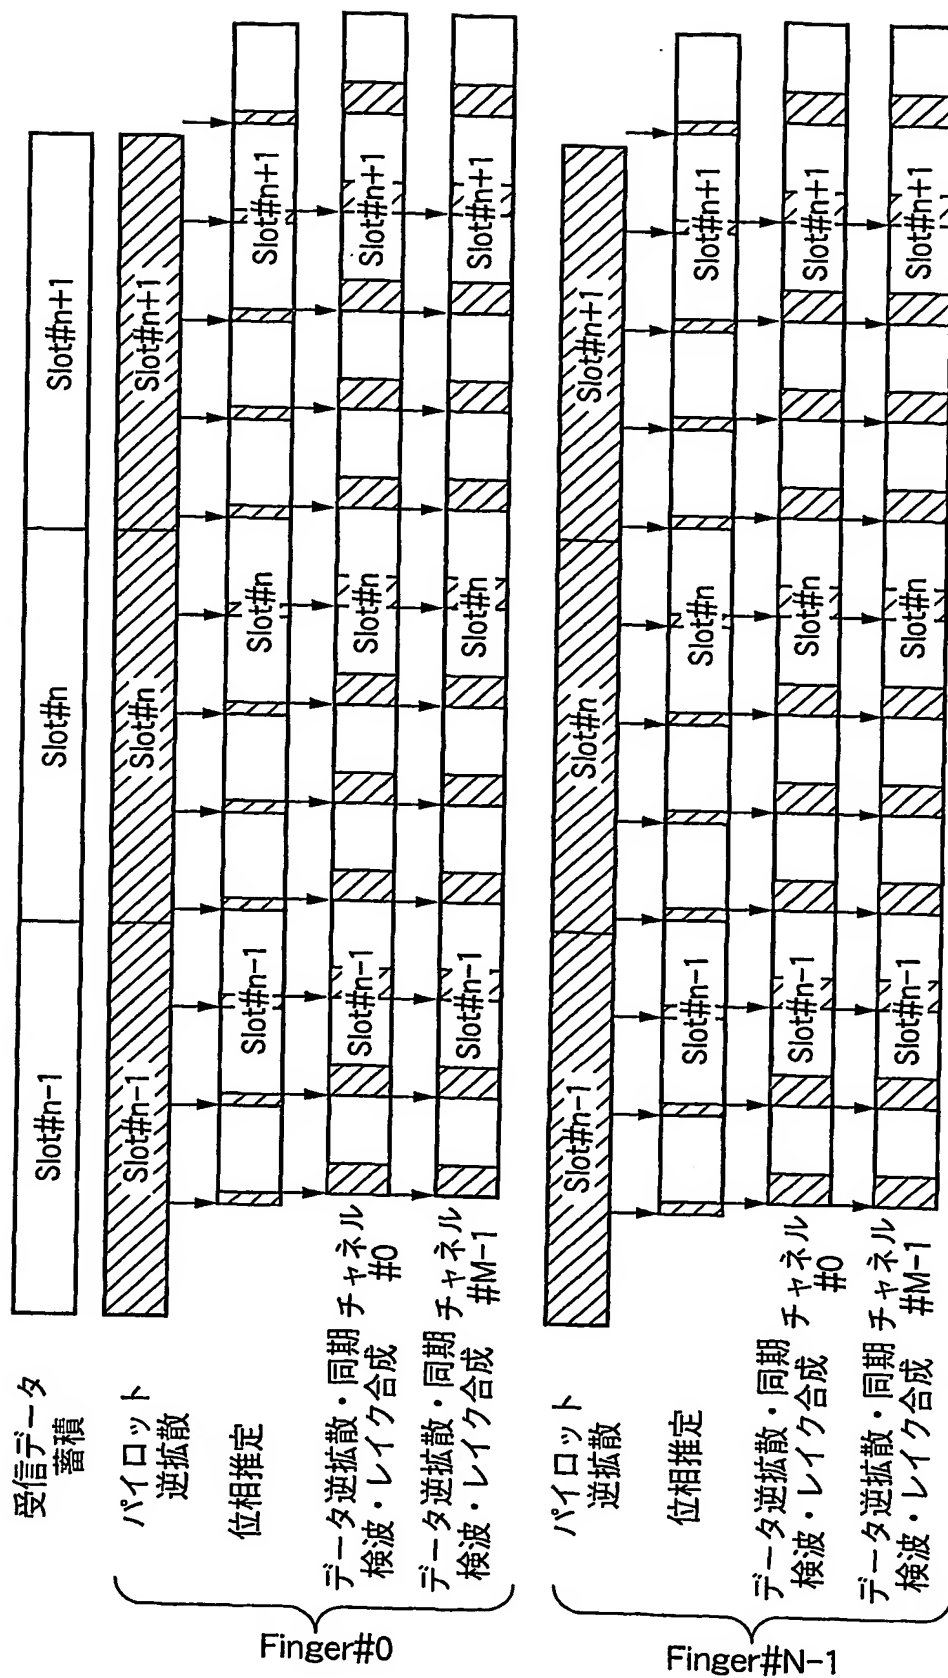 受信データ
蓄積
Slot#n-1
Slot#n
Slot#n+1
Finger#0
パイロット
逆拡散
Slot#n-1
Slot#n
Slot#n+1
位相推定
Slot#n-1
Slot#n
Slot#n+1
データ逆拡散・同期
検波・レイク合成
チャネル
#0
Slot#n-1
Slot#n
Slot#n+1
データ逆拡散・同期
検波・レイク合成
チャネル
#M-1
Slot#n-1
Slot#n
Slot#n+1
Finger#N-1
パイロット
逆拡散
Slot#n-1
Slot#n
Slot#n+1
位相推定
Slot#n-1
Slot#n
Slot#n+1
データ逆拡散・同期
検波・レイク合成
チャネル
#0
Slot#n-1
Slot#n
Slot#n+1
データ逆拡散・同期
検波・レイク合成
チャネル
#M-1
Slot#n-1
Slot#n
Slot#n+1